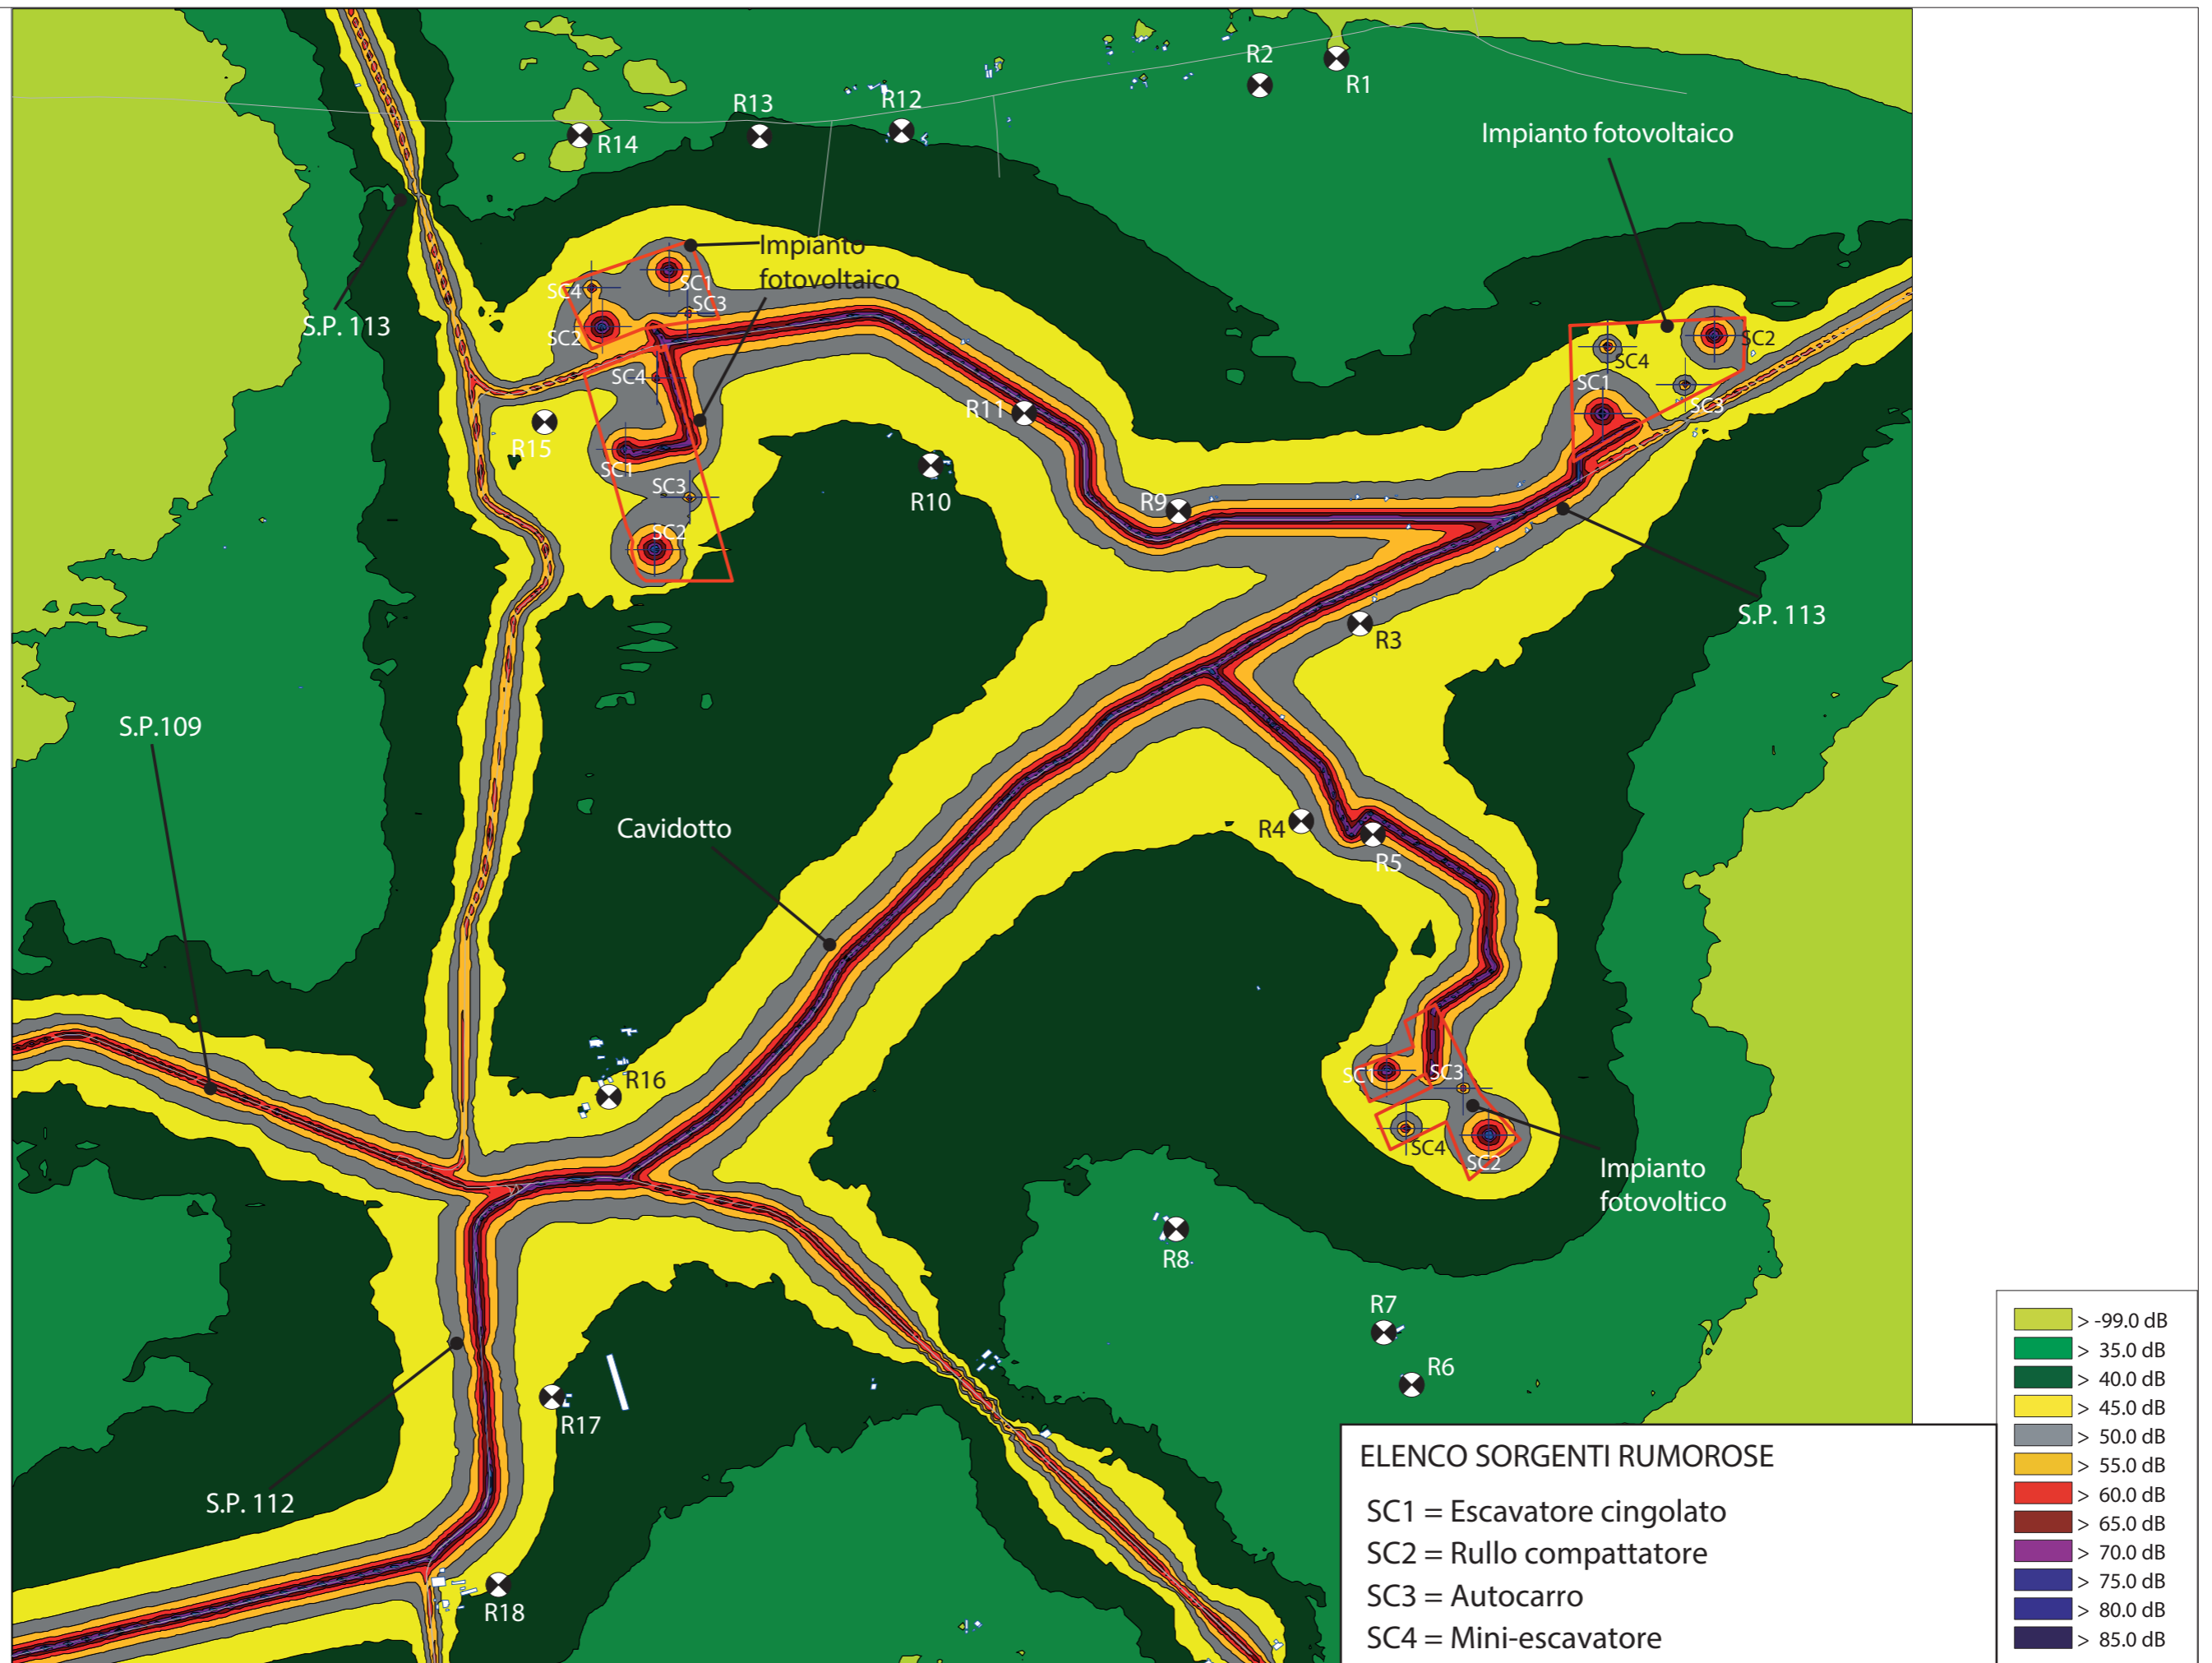 R2
R1
R13
R12
R14
Impianto fotovoltaico
Impianto
fotovoltaico
S.P. 113
SC4
SC1
SC3
SC2
SC4
SC1
SC3
SC2
R15
R11
R10
R9
SC4
SC2
SC1
SC3
S.P. 113
R3
S.P.109
Cavidotto
R4
R5
R16
SC1
SC3
SC4
SC2
Impianto
fotovoltico
R8
R7
R6
R17
S.P. 112
R18
ELENCO SORGENTI RUMOROSE
SC1 = Escavatore cingolato
SC2 = Rullo compattatore
SC3 = Autocarro
SC4 = Mini-escavatore
> -99.0 dB
> 35.0 dB
> 40.0 dB
> 45.0 dB
> 50.0 dB
> 55.0 dB
> 60.0 dB
> 65.0 dB
> 70.0 dB
> 75.0 dB
> 80.0 dB
> 85.0 dB